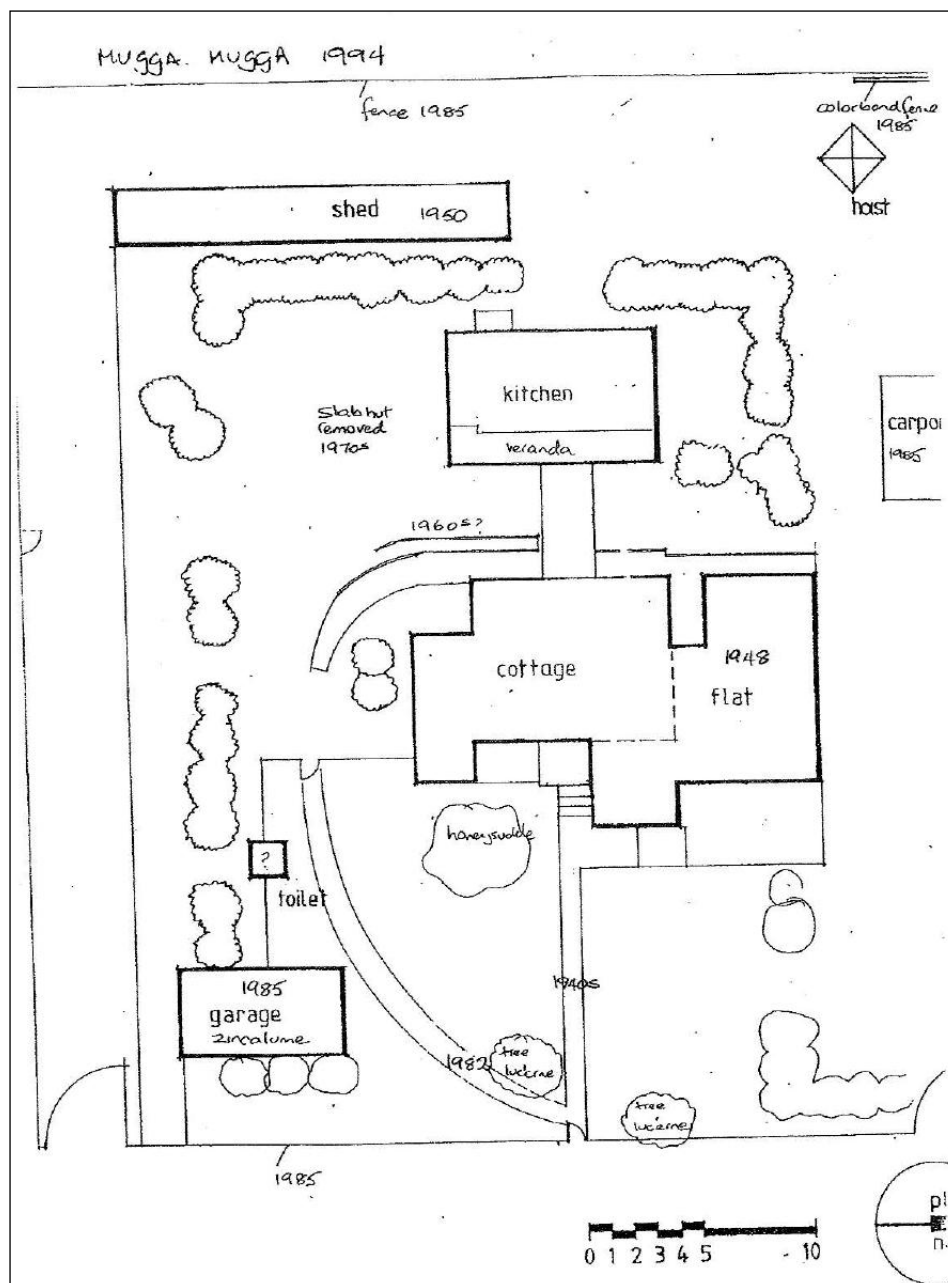 MUGGA. MUGGA 1994
fence 1985
colorbond fence
1985
hoist
shed 1950
kitchen
veranda
Slab hut
removed
1970s
carpo
1985
1960s?
cottage
1948
flat
honeysuckle
?
toilet
1985
garage
zincalume
1940s
1982
tree
lucerne
tree
lucerne
1985
0 1 2 3 4 5 10
pl
n.